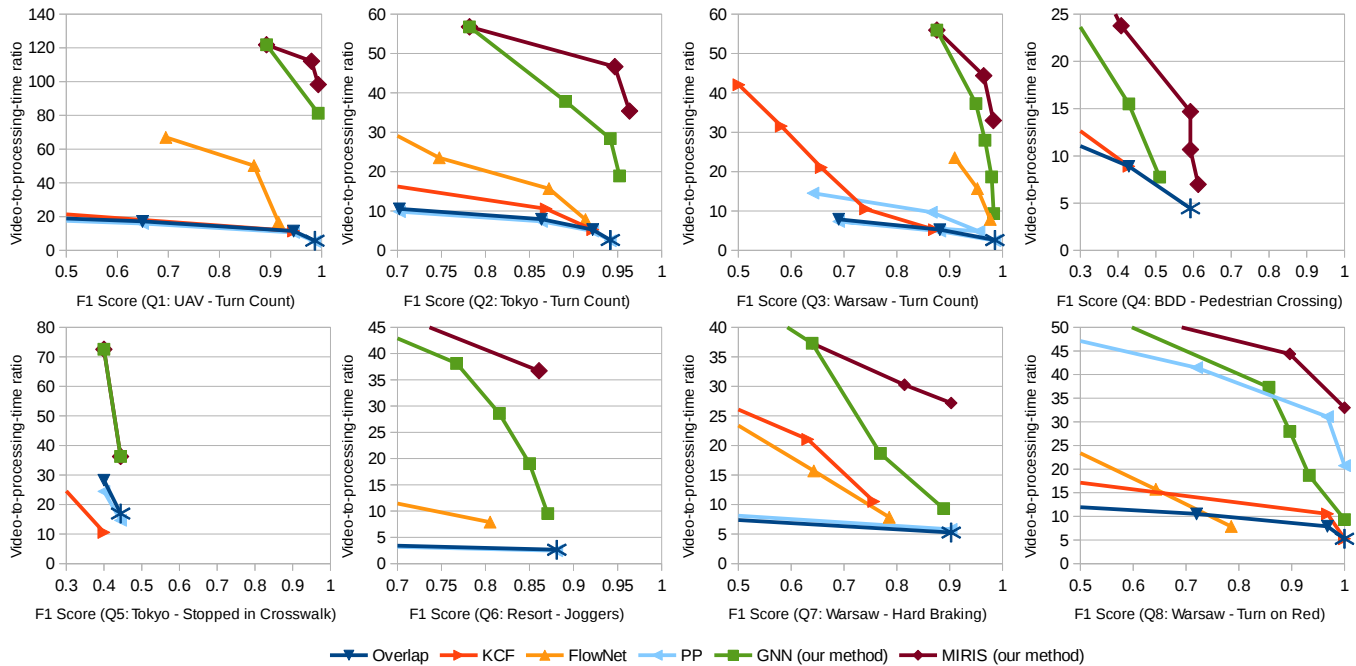 Video-to-processing-time ratio
140
120
100
80
60
40
20
0
0.5 0.6 0.7 0.8 0.9 1
F1 Score (Q1: UAV - Turn Count)
Video-to-processing-time ratio
60
50
40
30
20
10
0
0.7 0.75 0.8 0.85 0.9 0.95 1
F1 Score (Q2: Tokyo - Turn Count)
Video-to-processing-time ratio
60
50
40
30
20
10
0
0.5 0.6 0.7 0.8 0.9 1
F1 Score (Q3: Warsaw - Turn Count)
Video-to-processing-time ratio
25
20
15
10
5
0
0.3 0.4 0.5 0.6 0.7 0.8 0.9 1
F1 Score (Q4: BDD - Pedestrian Crossing)
Video-to-processing-time ratio
80
70
60
50
40
30
20
10
0
0.3 0.4 0.5 0.6 0.7 0.8 0.9 1
F1 Score (Q5: Tokyo - Stopped in Crosswalk)
Video-to-processing-time ratio
45
40
35
30
25
20
15
10
5
0
0.7 0.75 0.8 0.85 0.9 0.95 1
F1 Score (Q6: Resort - Joggers)
Video-to-processing-time ratio
40
35
30
25
20
15
10
5
0
0.5 0.6 0.7 0.8 0.9 1
F1 Score (Q7: Warsaw - Hard Braking)
Video-to-processing-time ratio
50
45
40
35
30
25
20
15
10
5
0
0.5 0.6 0.7 0.8 0.9 1
F1 Score (Q8: Warsaw - Turn on Red)
Overlap KCF FlowNet PP GNN (our method) MIRIS (our method)